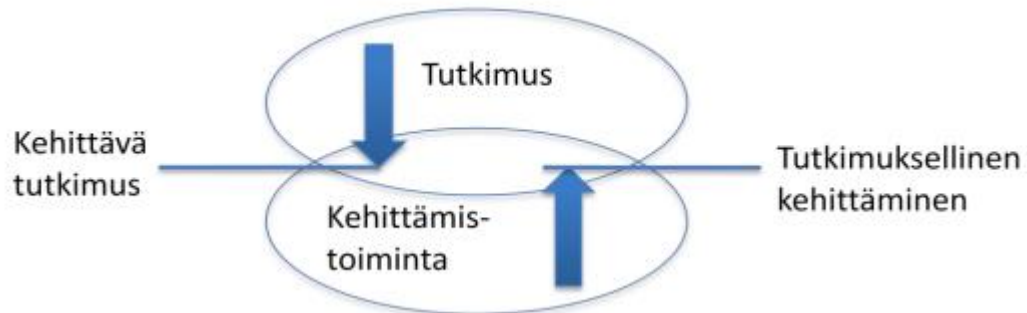 Tutkimus
Kehittävä
tutkimus
Tutkimuksellinen
kehittäminen
Kehittämis-
toiminta